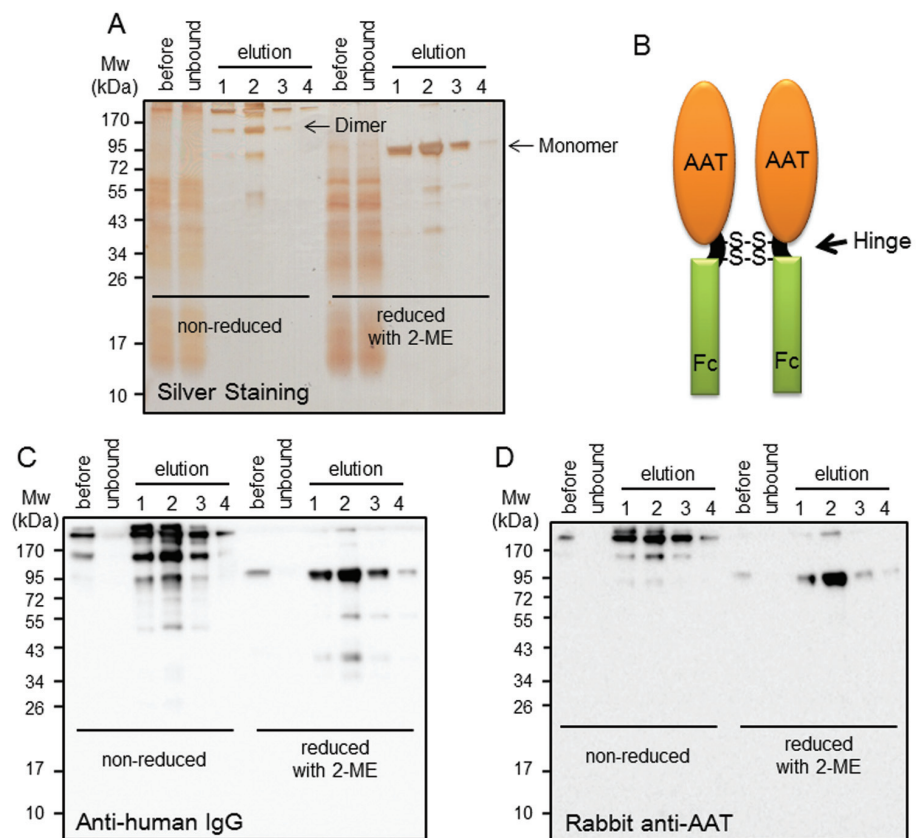 A
Mw
(kDa)
before
unbound
elution
1 2 3 4
before
unbound
elution
1 2 3 4
170
95
72
55
43
34
26
17
10
Dimer
Monomer
non-reduced
reduced
with 2-ME
Silver Staining
B
AAT AAT
-S-S-
-S-S-
Hinge
Fc Fc
C
Mw
(kDa)
before
unbound
elution
1 2 3 4
before
unbound
elution
1 2 3 4
170
95
72
55
43
34
26
17
10
non-reduced
reduced
with 2-ME
Anti-human IgG
D
Mw
(kDa)
before
unbound
elution
1 2 3 4
before
unbound
elution
1 2 3 4
170
95
72
55
43
34
26
17
10
non-reduced
reduced
with 2-ME
Rabbit anti-AAT